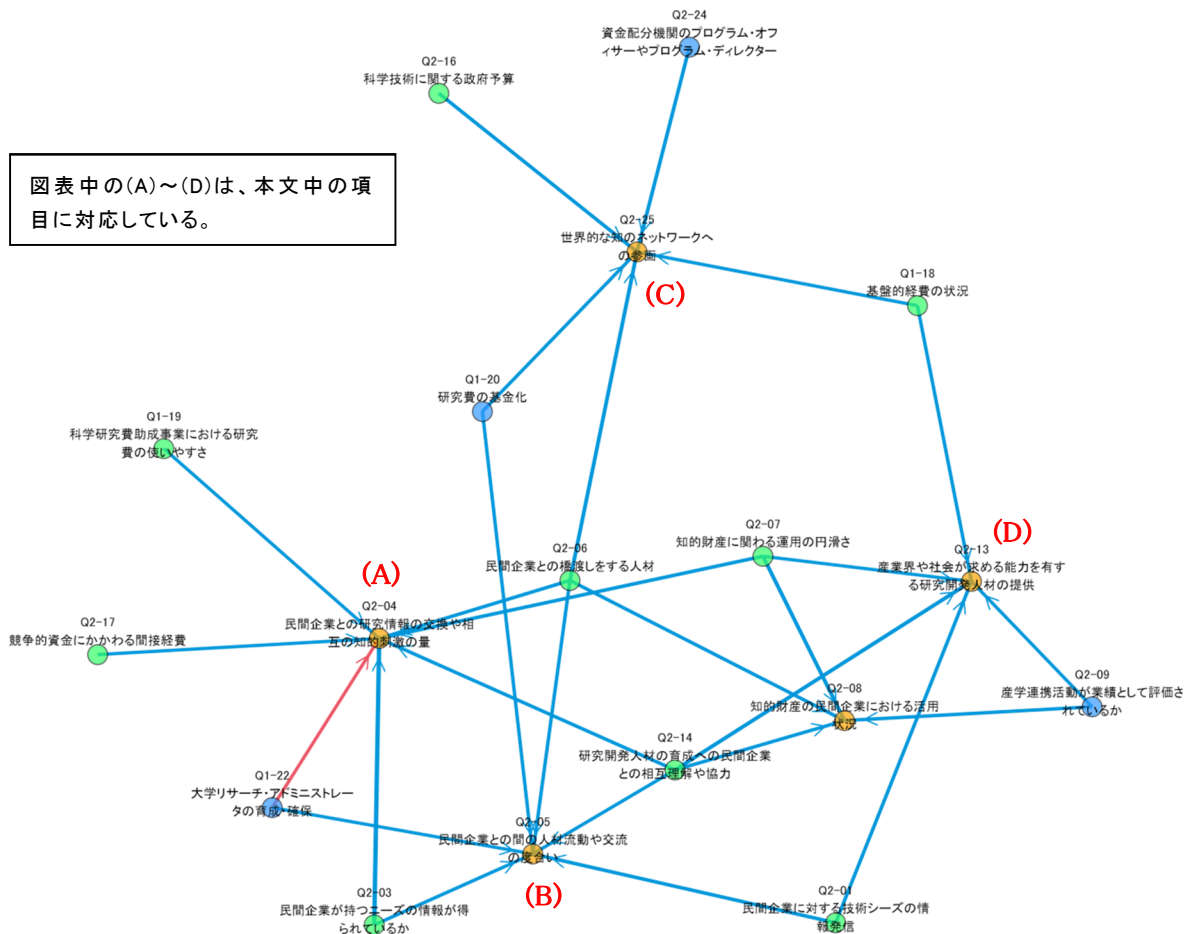 Q2-24
資金配分機関のプログラム・オフ
ィサーやプログラム・ディレクター
Q2-16
科学技術に関する政府予算
図表中の(A)～(D)は、本文中の項
目に対応している。
Q2-25
世界的な知のネットワークへ
の参画
(C)
Q1-18
基盤的経費の状況
Q1-20
研究費の基金化
Q1-19
科学研究費助成事業における研究
費の使いやすさ
Q2-07
知的財産に関わる運用の円滑さ
(D)
Q2-06
民間企業との橋渡しをする人材
Q2-13
産業界や社会が求める能力を有す
る研究開発人材の提供
(A)
Q2-04
民間企業との研究情報の交換や相
互の知的刺激の量
Q2-17
競争的資金にかかわる間接経費
Q2-09
産学連携活動が業績として評価さ
れているか
Q2-08
知的財産の民間企業における活用
状況
Q2-14
研究開発人材の育成への民間企業
との相互理解や協力
Q1-22
大学リサーチ・アドミニストレー
タの育成・確保
Q2-05
民間企業との間の人材流動や交流
の度合い
(B)
Q2-03
民間企業が持つニーズの情報が得
られているか
Q2-01
民間企業に対する技術シーズの情
報発信